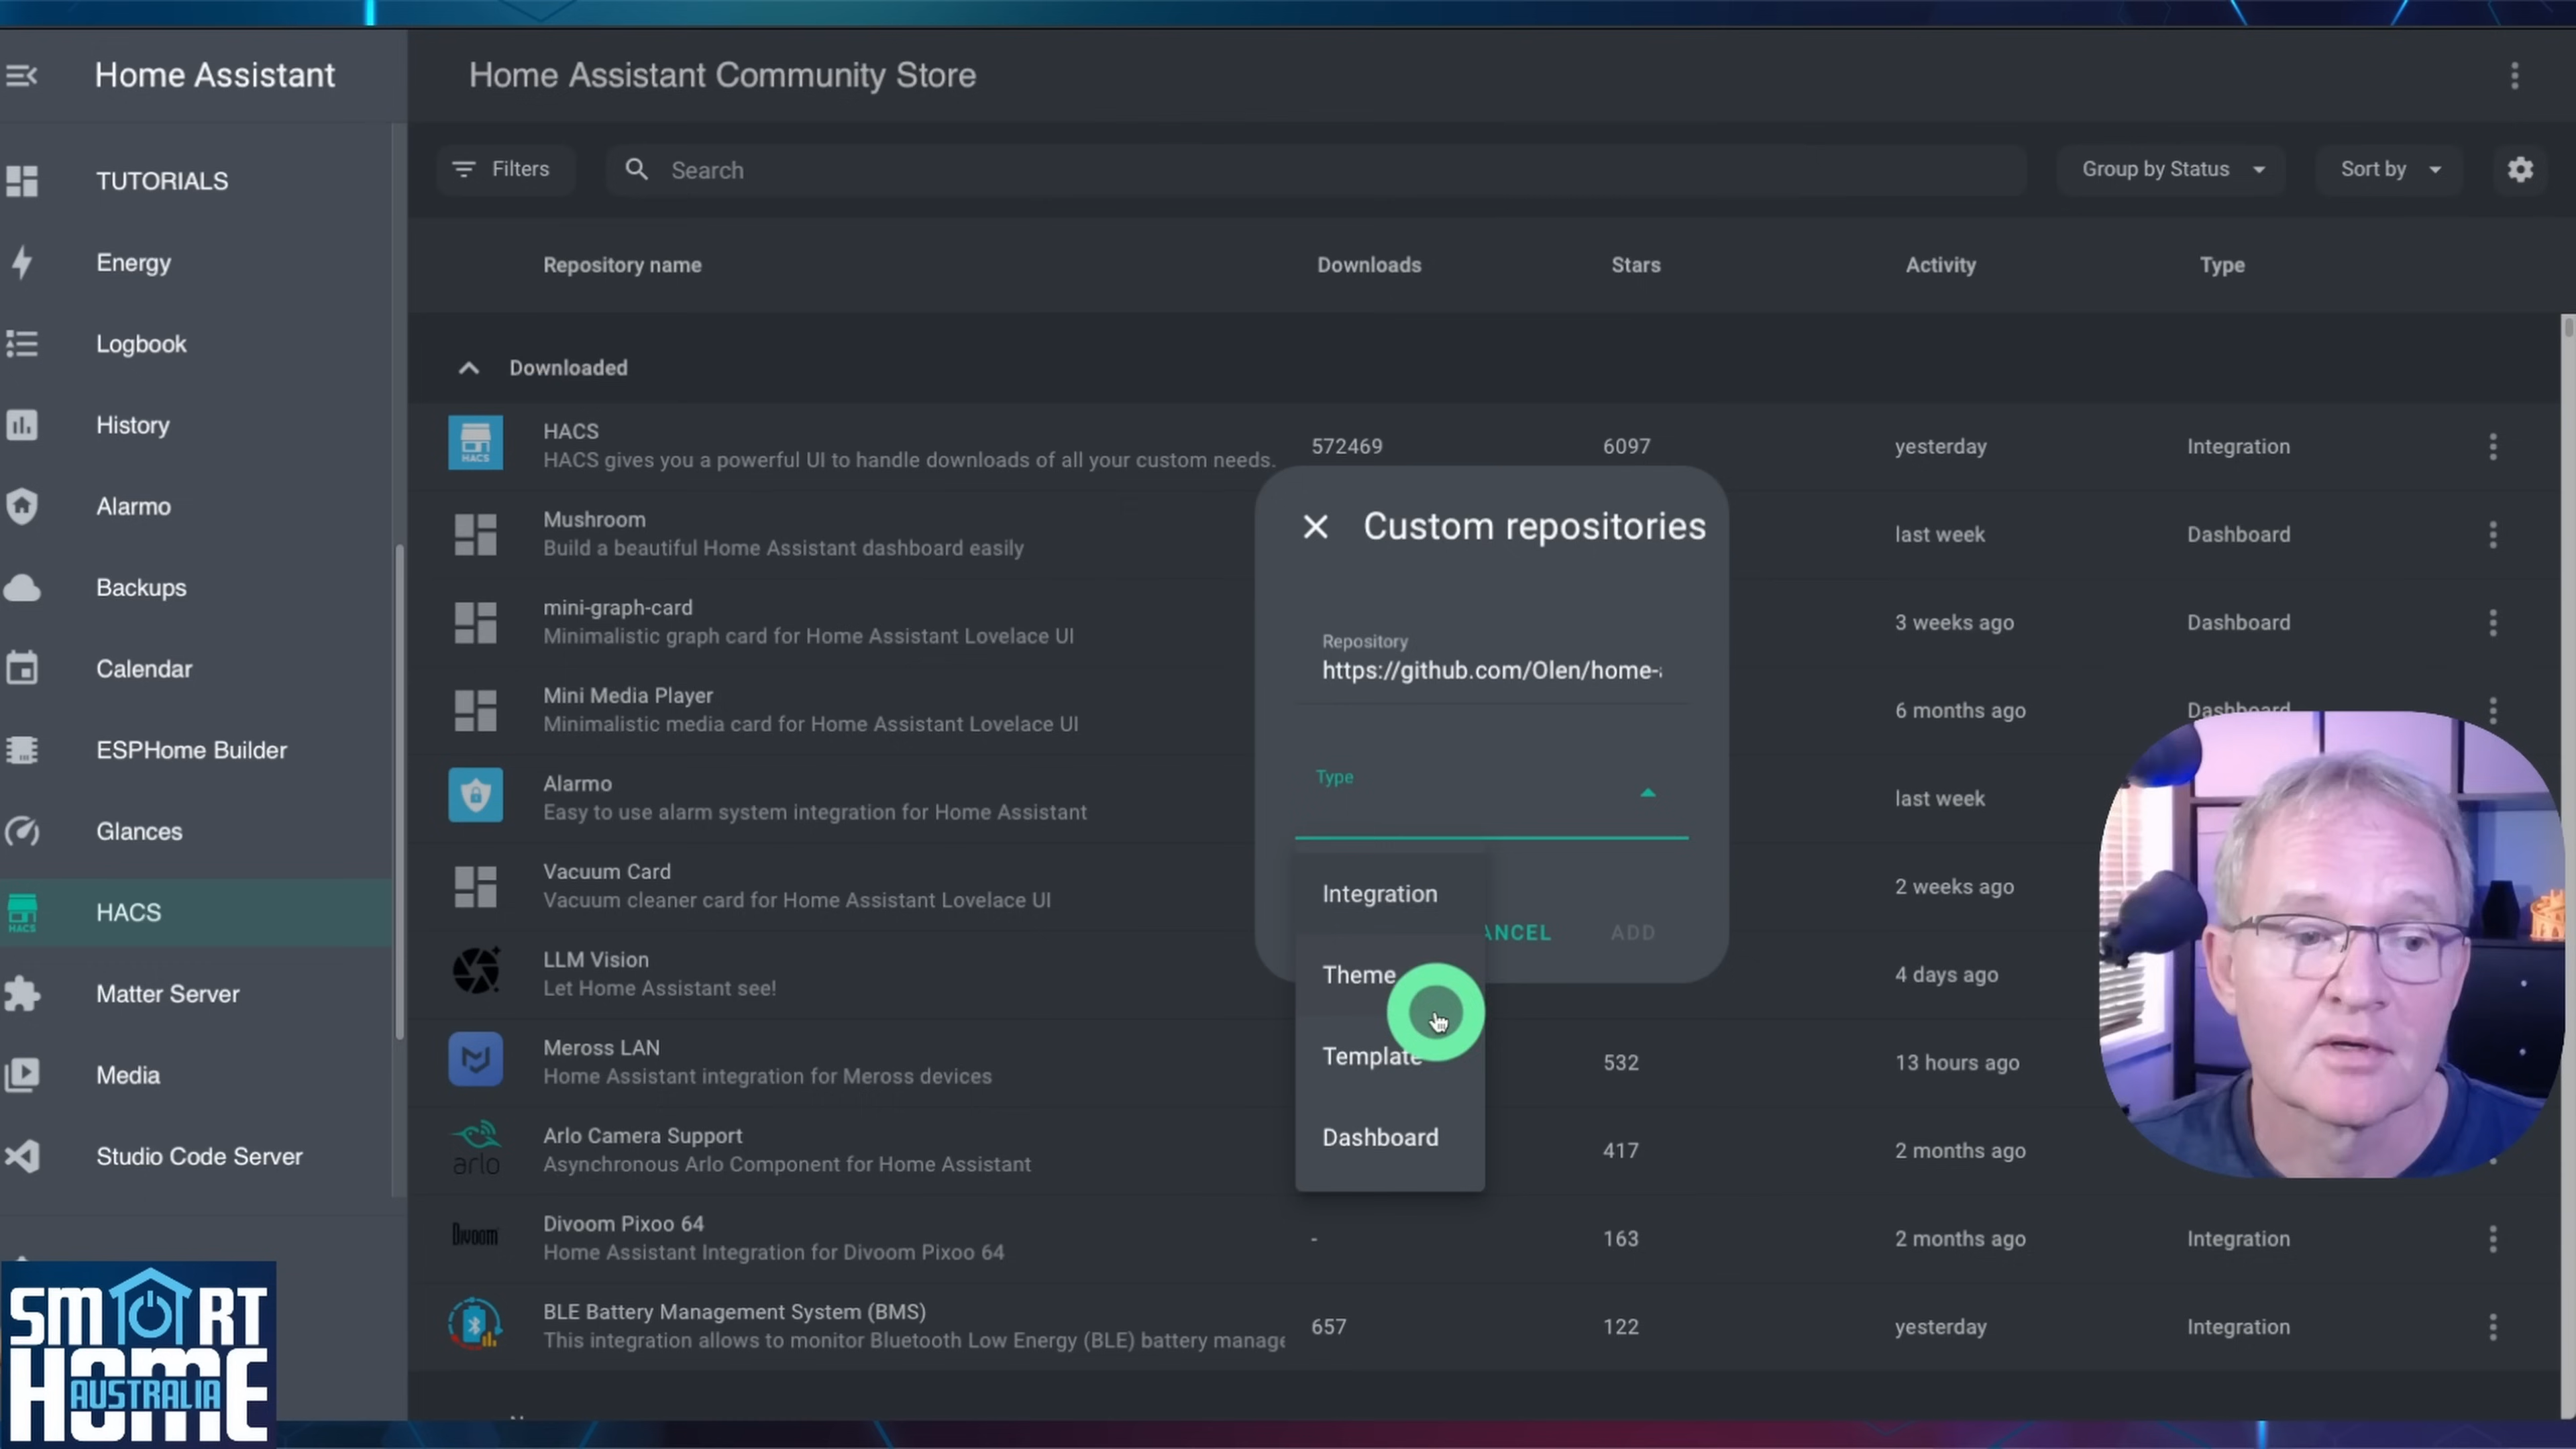 Home Assistant
Home Assistant Community Store
TUTORIALS
Energy
Logbook
History
Alarmo
Backups
Calendar
ESPHome Builder
Glances
HACS
HACS
Matter Server
Media
Studio Code Server
Filters
Search
Group by Status
Sort by
Repository name
Downloads
Stars
Activity
Type
Downloaded
HACS
HACS
HACS gives you a powerful UI to handle downloads of all your custom needs.
572469
6097
yesterday
Integration
Mushroom
Build a beautiful Home Assistant dashboard easily
last week
Dashboard
mini-graph-card
Minimalistic graph card for Home Assistant Lovelace UI
3 weeks ago
Dashboard
Mini Media Player
Minimalistic media card for Home Assistant Lovelace UI
6 months ago
Dashboard
Alarmo
Easy to use alarm system integration for Home Assistant
last week
Vacuum Card
Vacuum cleaner card for Home Assistant Lovelace UI
2 weeks ago
LLM Vision
Let Home Assistant see!
4 days ago
Meross LAN
Home Assistant integration for Meross devices
532
13 hours ago
arlo
Arlo Camera Support
Asynchronous Arlo Component for Home Assistant
417
2 months ago
Divoom
Divoom Pixoo 64
Home Assistant Integration for Divoom Pixoo 64
-
163
2 months ago
Integration
BLE Battery Management System (BMS)
This integration allows to monitor Bluetooth Low Energy (BLE) battery manage
657
122
yesterday
Integration
Custom repositories
Repository
https://github.com/Olen/home-
Type
Integration
Theme
Template
Dashboard
ANCEL
ADD
SMART
HOME
AUSTRALIA